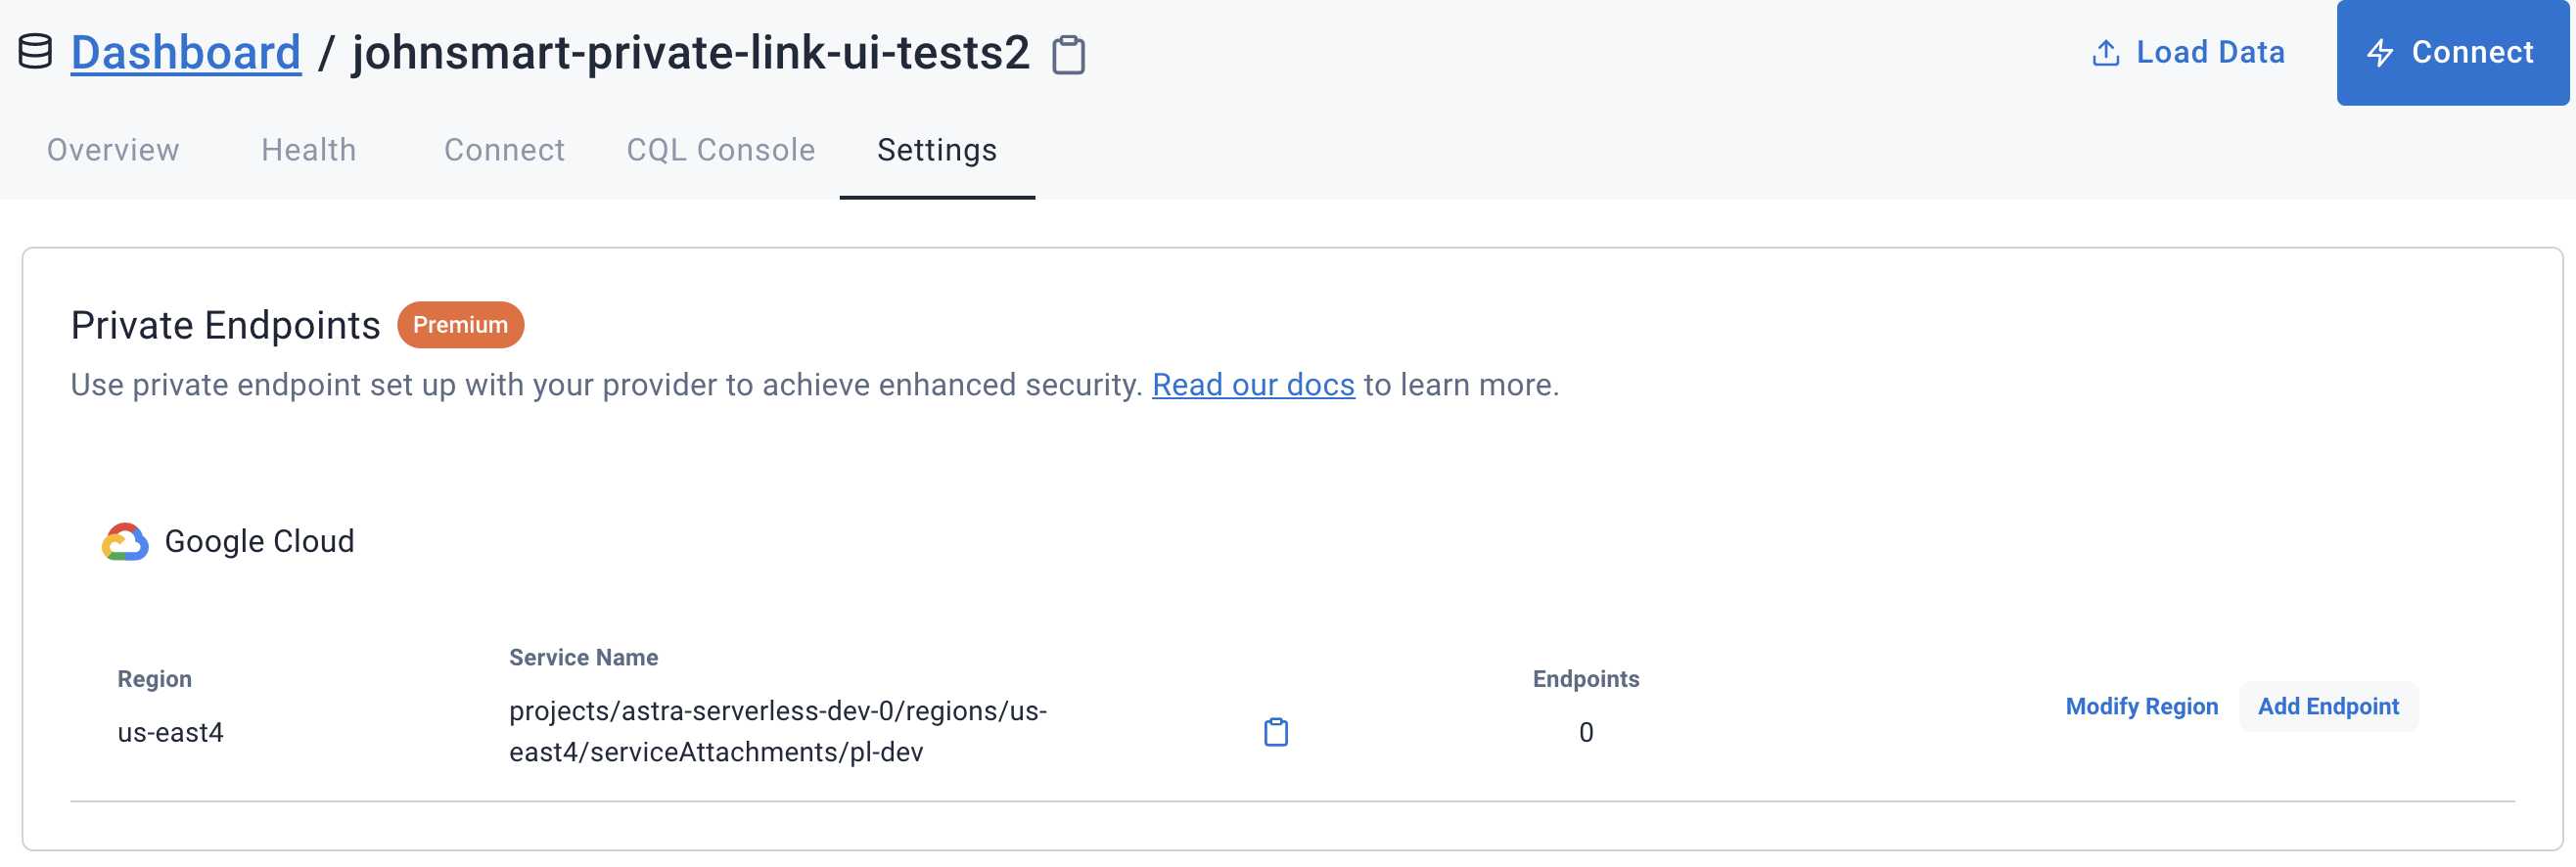 Dashboard / johnsmart-private-link-ui-tests2
Load Data
Connect
Overview
Health
Connect
CQL Console
Settings
Private Endpoints
Premium
Use private endpoint set up with your provider to achieve enhanced security. Read our docs to learn more.
Google Cloud
Region
us-east4
Service Name
projects/astra-serverless-dev-0/regions/us-
east4/serviceAttachments/pl-dev
Endpoints
0
Modify Region
Add Endpoint